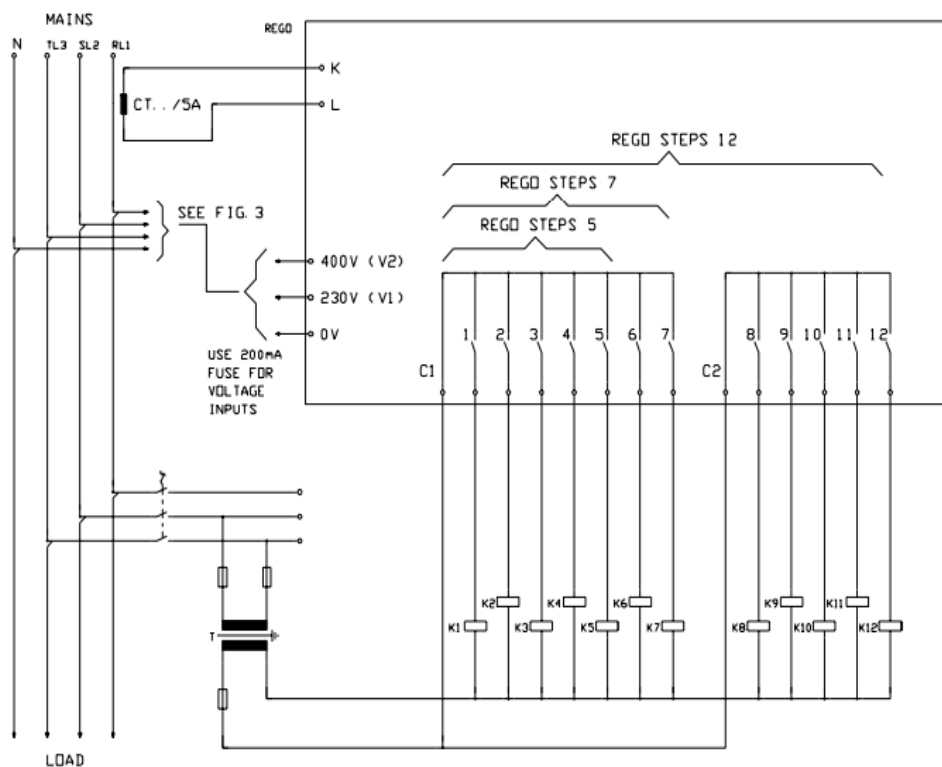 MAINS
N TL3 SL2 RL1
REGO
K
CT../5A
L
REGO STEPS 12
REGO STEPS 7
REGO STEPS 5
SEE FIG. 3
400V (V2)
230V (V1)
0V
USE 200mA
FUSE FOR
VOLTAGE
INPUTS
1 2 3 4 5 6 7 8 9 10 11 12
C1 C2
K2 K4 K6 K9 K11
K1 K3 K5 K7 K8 K10 K12
T
LOAD